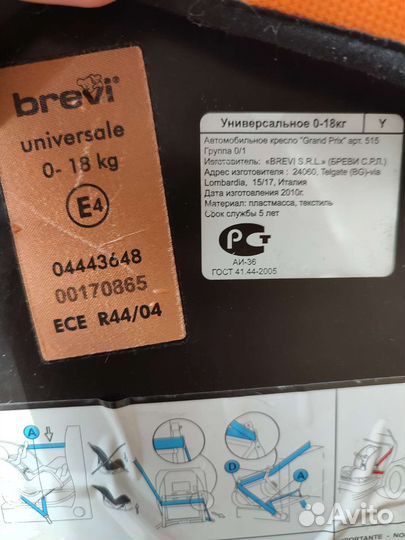 brevi
universale
0- 18 kg
E4
04443648
00170865
ECE R44/04
Универсальное 0-18кг Y
Автомобильное кресло "Grand Prix" арт. 515
Группа 0/1
Изготовитель: «BREVI S.R.L.» (БРЕВИ С.Р.Л.)
Адрес изготовителя : 24060, Telgate (BG)-via
Lombardia, 15/17, Италия
Дата изготовления 2010г.
Материал: пластмасса, текстиль
Срок службы 5 лет
РСТ
АИ-36
ГОСТ 41.44-2005
A
D
A
Avito